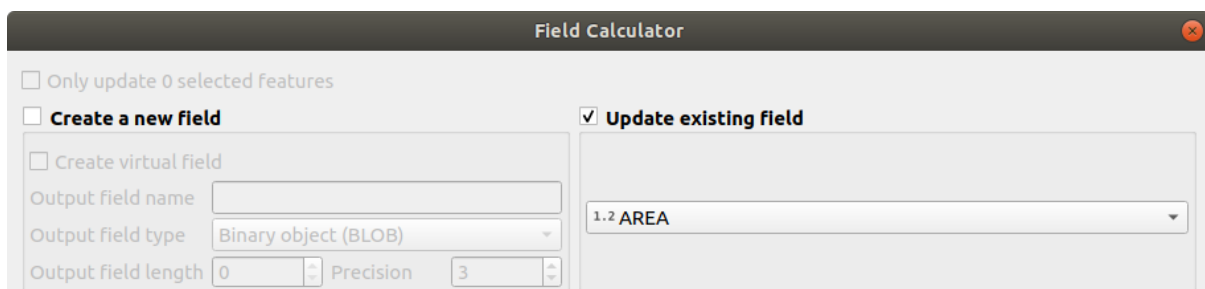 Field Calculator
Only update 0 selected features
Create a new field
Update existing field
Create virtual field
Output field name
1.2 AREA
Output field type Binary object (BLOB)
Output field length 0 Precision 3